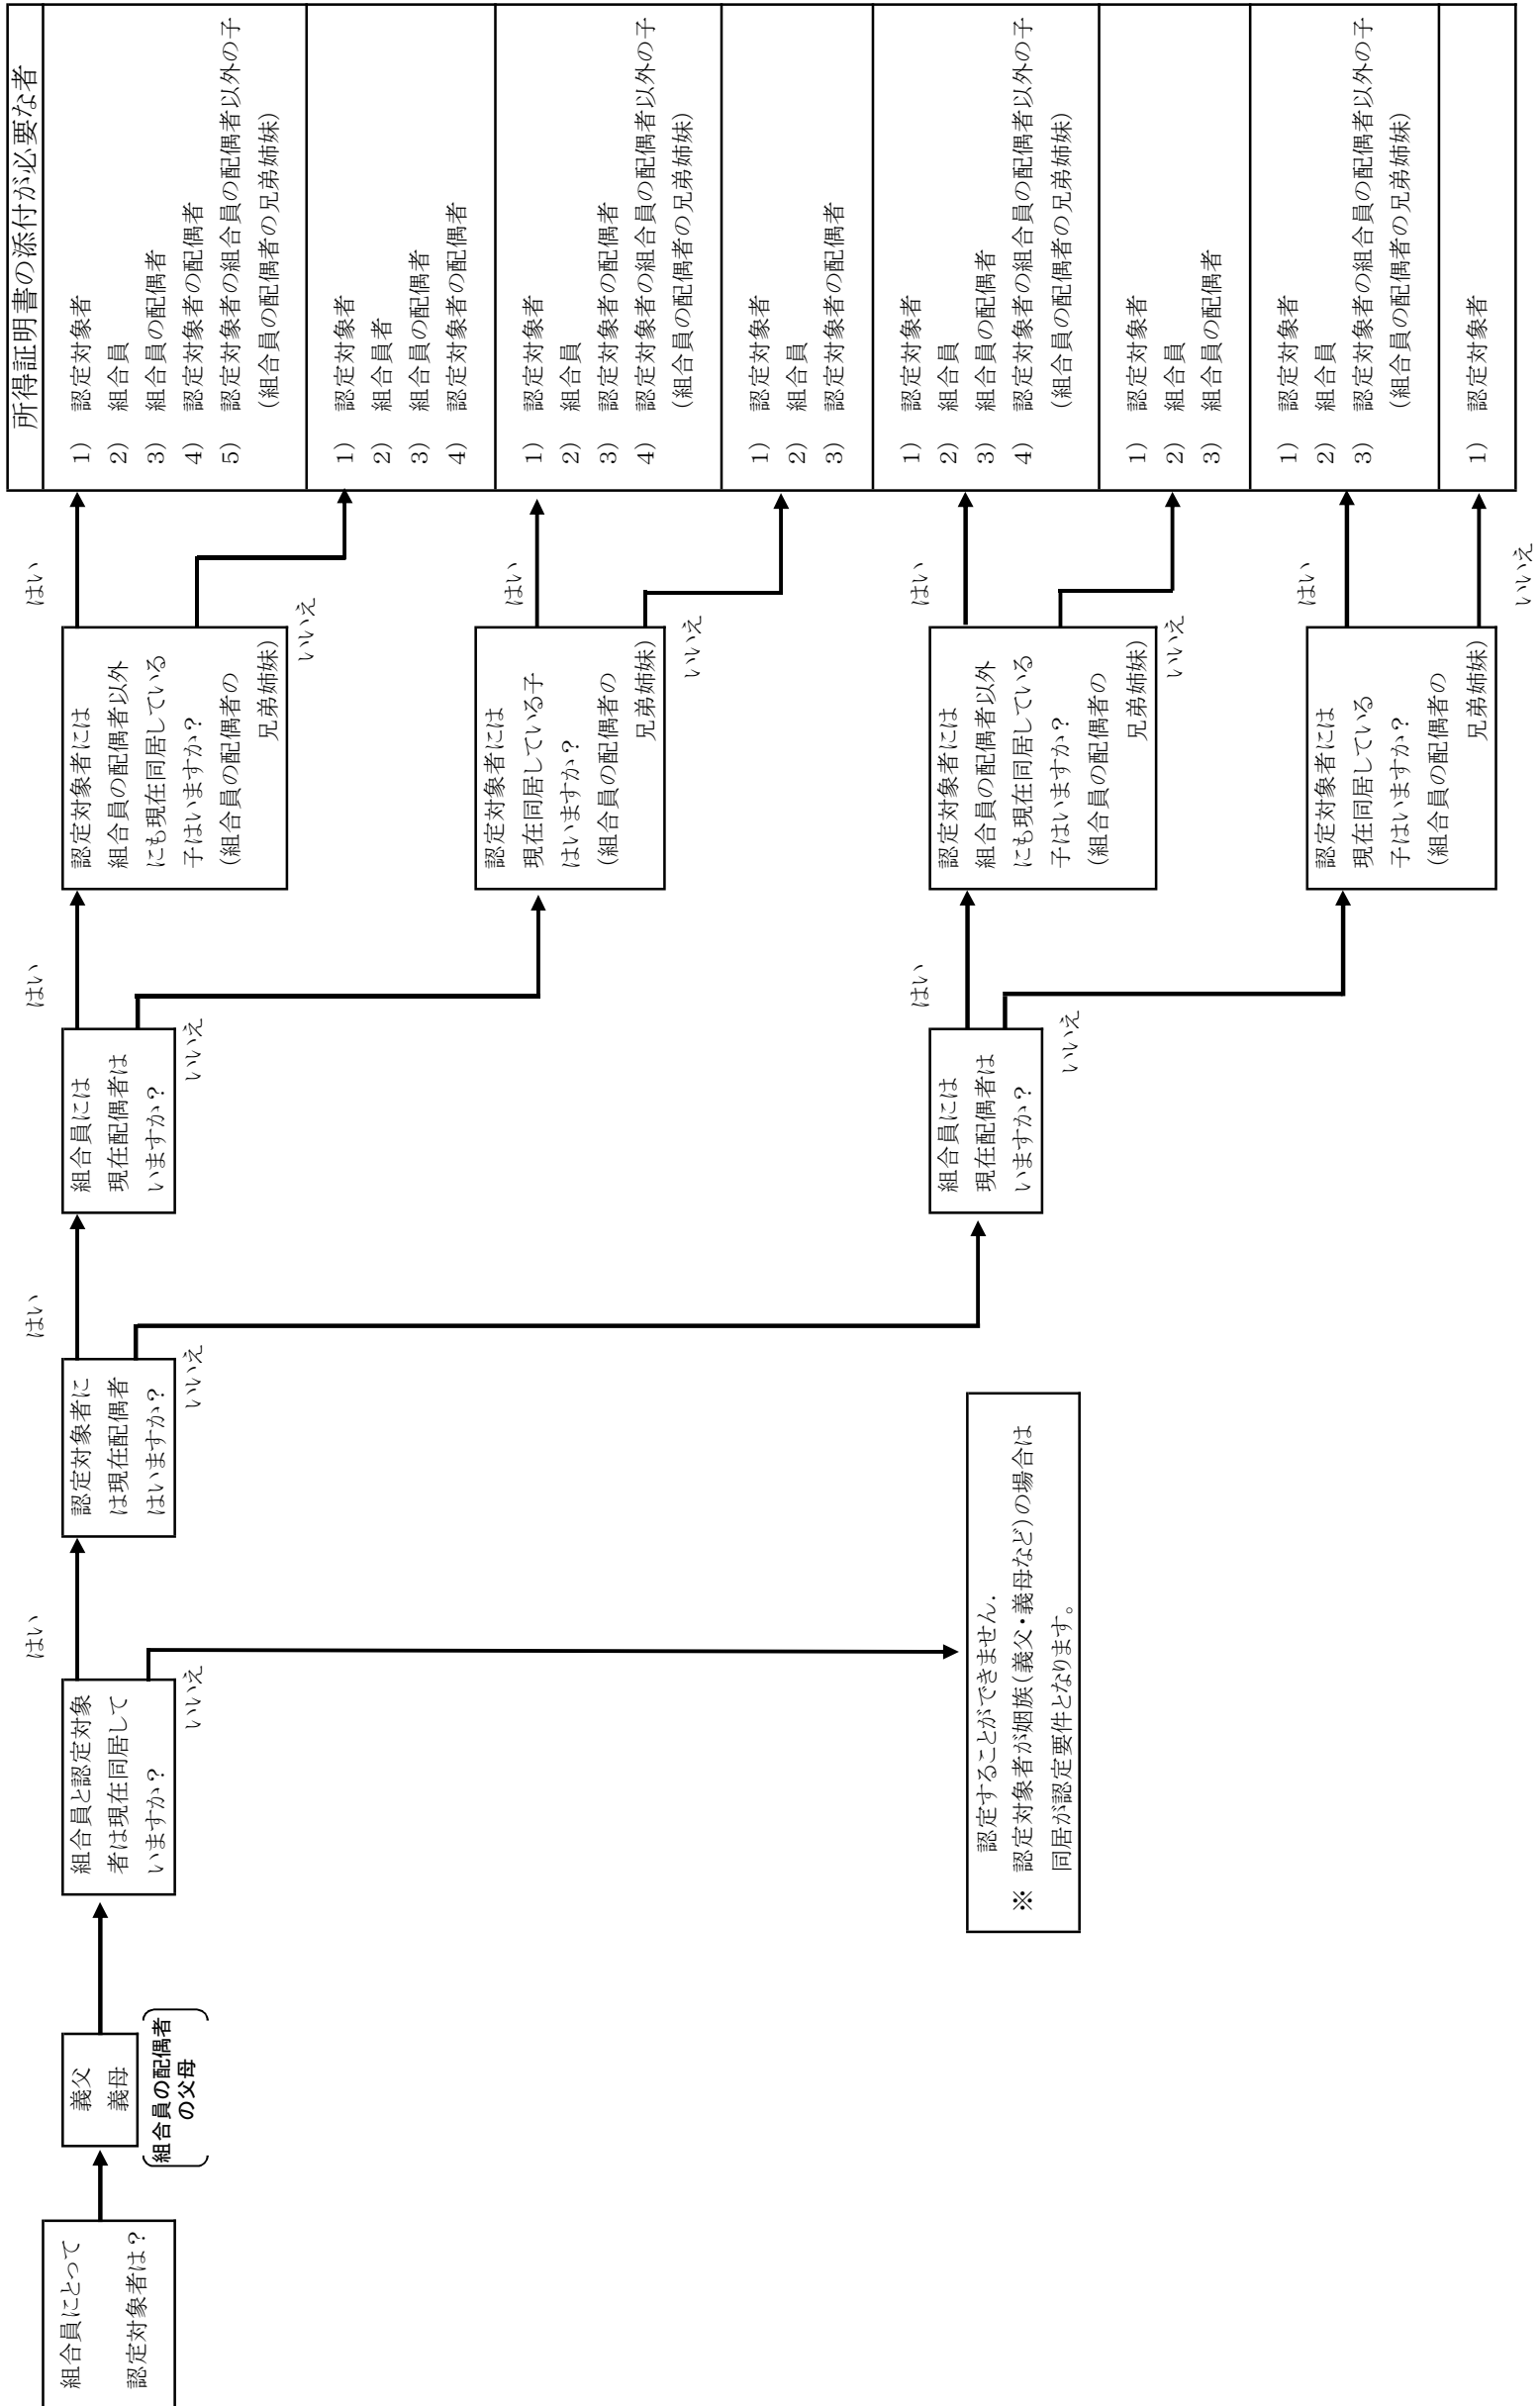 組合員にとって
認定対象者は？
義父
義母
組合員の配偶者
の父母
組合員と認定対象
者は現在同居して
いますか？
はい
いいえ
認定することができません．
※ 認定対象者が姻族（義父・義母など）の場合は
同居が認定要件となります。
認定対象者に
は現在配偶者
はいますか？
はい
いいえ
組合員には
現在配偶者は
いますか？
はい
いいえ
組合員には
現在配偶者は
いますか？
はい
いいえ
認定対象者には
組合員の配偶者以外
にも現在同居している
子はいますか？
（組合員の配偶者の
兄弟姉妹）
はい
いいえ
認定対象者には
現在同居している子
はいますか？
（組合員の配偶者の
兄弟姉妹）
はい
いいえ
認定対象者には
組合員の配偶者以外
にも現在同居している
子はいますか？
（組合員の配偶者の
兄弟姉妹）
はい
いいえ
認定対象者には
現在同居している
子はいますか？
（組合員の配偶者の
兄弟姉妹）
はい
いいえ
所得証明書の添付が必要な者
1） 認定対象者
2） 組合員
3） 組合員の配偶者
4） 認定対象者の配偶者
5） 認定対象者の組合員の配偶者以外の子
（組合員の配偶者の兄弟姉妹）
1） 認定対象者
2） 組合員者
3） 組合員の配偶者
4） 認定対象者の配偶者
1） 認定対象者
2） 組合員
3） 認定対象者の配偶者
4） 認定対象者の組合員の配偶者以外の子
（組合員の配偶者の兄弟姉妹）
1） 認定対象者
2） 組合員
3） 認定対象者の配偶者
1） 認定対象者
2） 組合員
3） 組合員の配偶者
4） 認定対象者の組合員の配偶者以外の子
（組合員の配偶者の兄弟姉妹）
1） 認定対象者
2） 組合員
3） 組合員の配偶者
1） 認定対象者
2） 組合員
3） 認定対象者の組合員の配偶者以外の子
（組合員の配偶者の兄弟姉妹）
1） 認定対象者